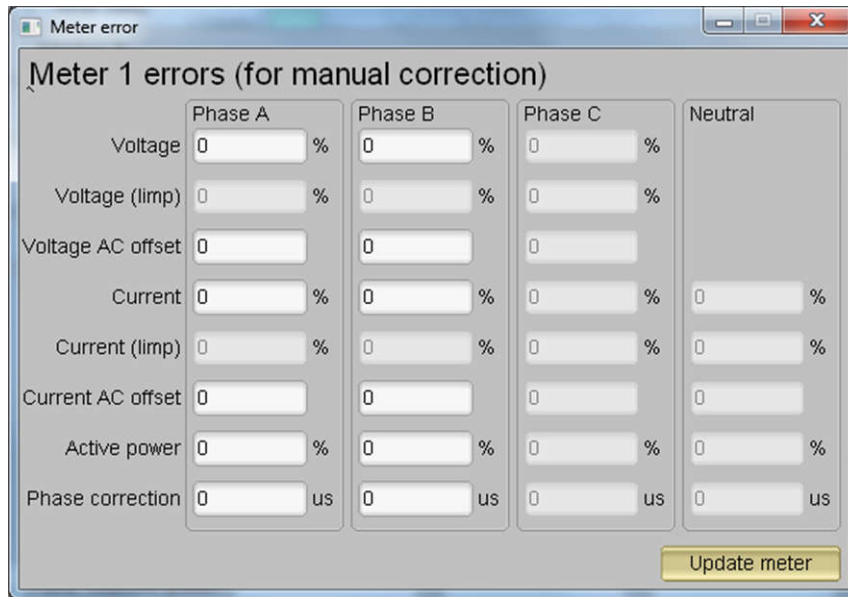 Meter error
Meter 1 errors (for manual correction)
Phase A Phase B Phase C Neutral
Voltage 0 % 0 % 0 %
Voltage (limp) 0 % 0 % 0 %
Voltage AC offset 0 0 0
Current 0 % 0 % 0 % 0 %
Current (limp) 0 % 0 % 0 % 0 %
Current AC offset 0 0 0 0
Active power 0 % 0 % 0 % 0 %
Phase correction 0 us 0 us 0 us 0 us
Update meter